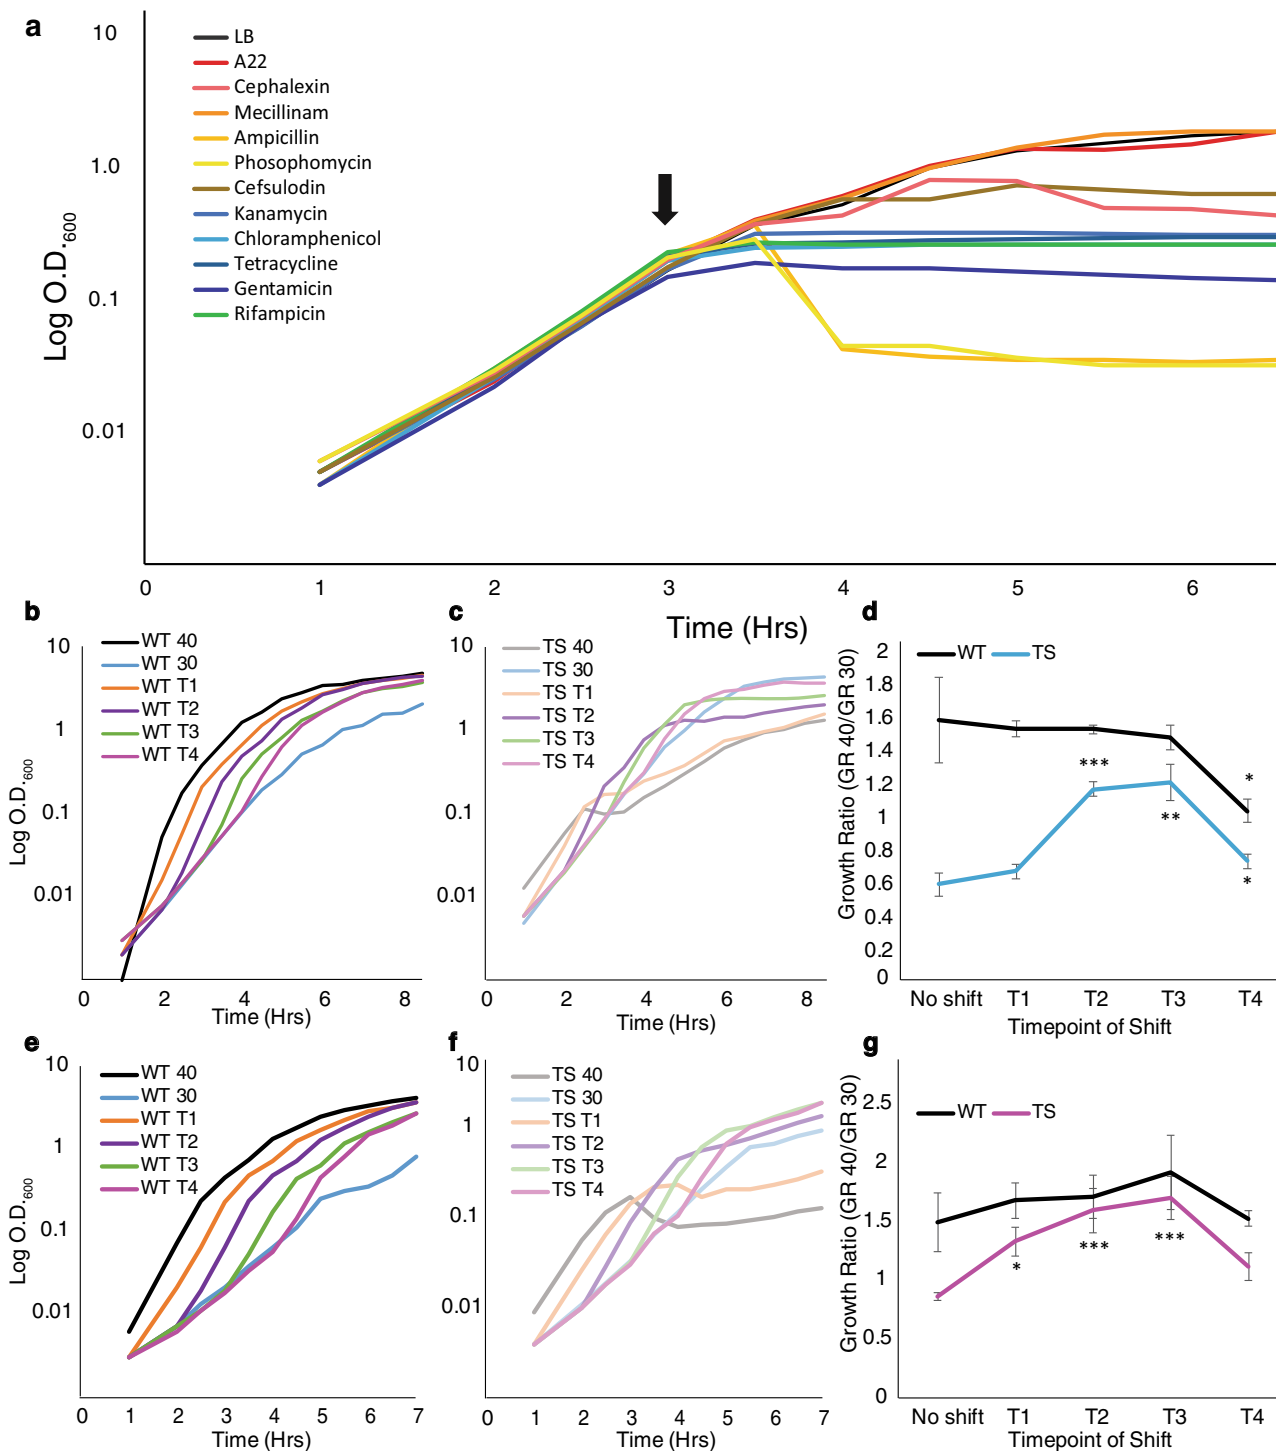 a
10
1.0
0.1
0.01
Log O.D.600
LB
A22
Cephalexin
Mecillinam
Ampicillin
Phosophomycin
Cefsulodin
Kanamycin
Chloramphenicol
Tetracycline
Gentamicin
Rifampicin
0 1 2 3 4 5 6
Time (Hrs)
b
10
1
0.1
0.01
Log O.D.600
WT 40
WT 30
WT T1
WT T2
WT T3
WT T4
0 2 4 6 8
Time (Hrs)
c
10
1
0.1
0.01
TS 40
TS 30
TS T1
TS T2
TS T3
TS T4
0 2 4 6 8
Time (Hrs)
d
2
1.8
1.6
1.4
1.2
1
0.8
0.6
0.4
0.2
0
Growth Ratio (GR 40/GR 30)
WT TS
***
**
*
*
No shift T1 T2 T3 T4
Timepoint of Shift
e
10
1
0.1
0.01
Log O.D.600
WT 40
WT 30
WT T1
WT T2
WT T3
WT T4
0 1 2 3 4 5 6 7
Time (Hrs)
f
10
1
0.1
0.01
TS 40
TS 30
TS T1
TS T2
TS T3
TS T4
0 1 2 3 4 5 6 7
Time (Hrs)
g
2.5
2
1.5
1
0.5
0
Growth Ratio (GR 40/GR 30)
WT TS
*
***
***
No shift T1 T2 T3 T4
Timepoint of Shift